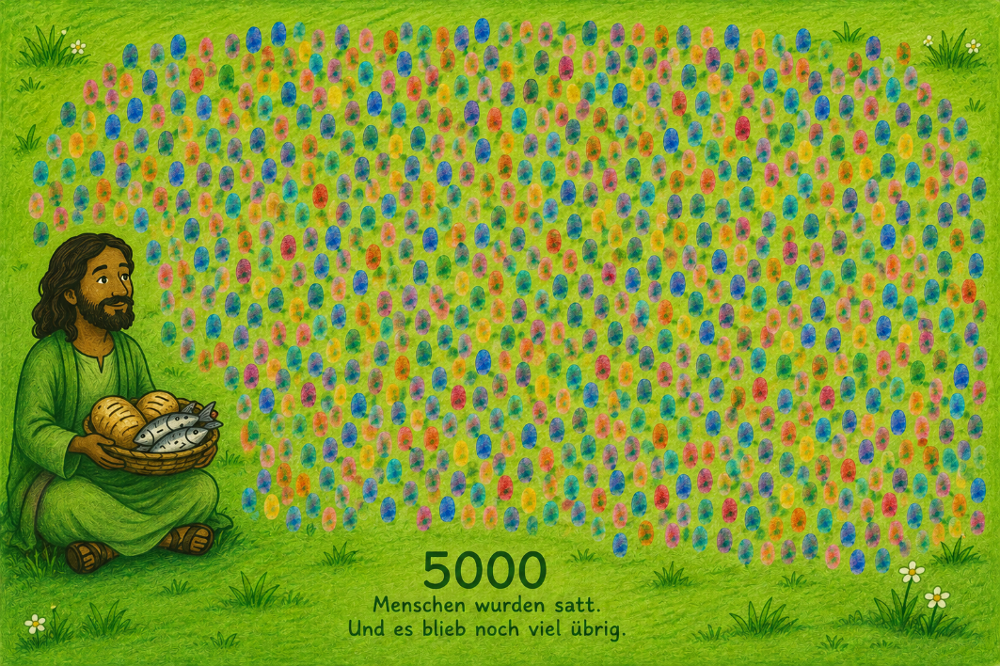 5000
Menschen wurden satt.
Und es blieb noch viel übrig.